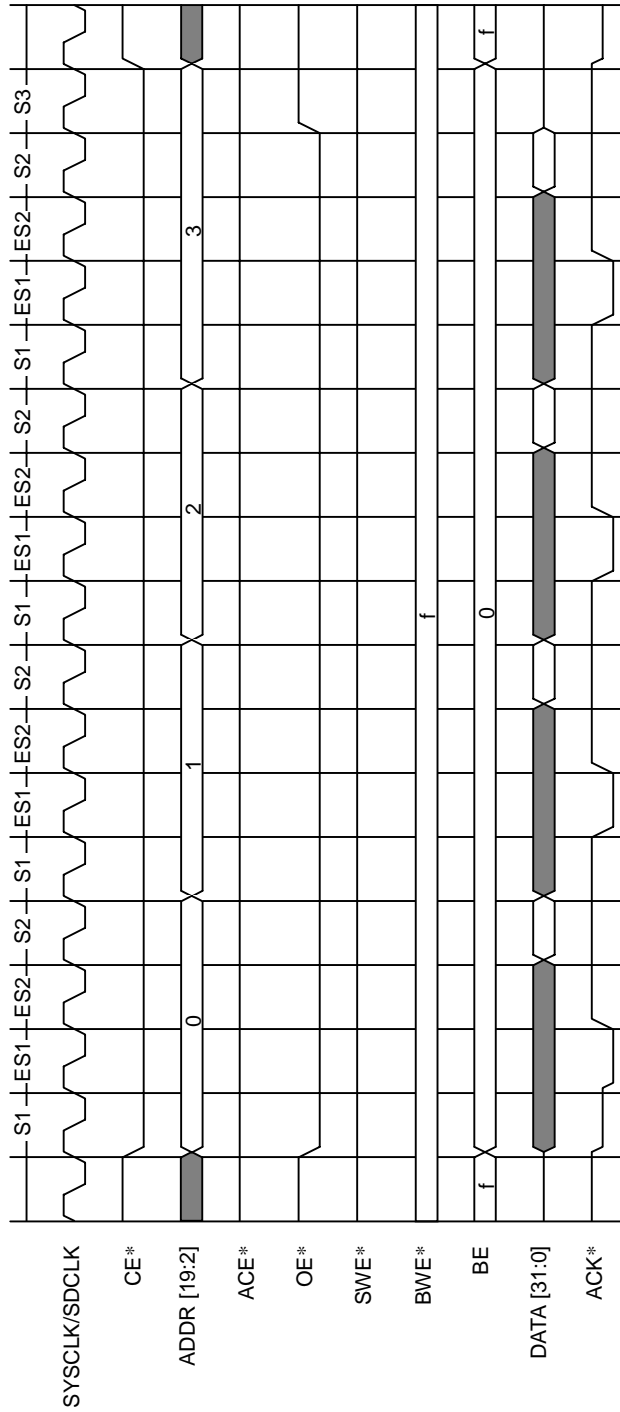 S1 ES1 ES2 S2 S1 ES1 ES2 S2 S1 ES1 ES2 S2 S1 ES1 ES2 S2 S3
SYSCLK/SDCLK
CE*
ADDR [19:2] 0 1 2 3
ACE*
OE*
SWE*
BWE* f
BE f 0 f
DATA [31:0]
ACK*